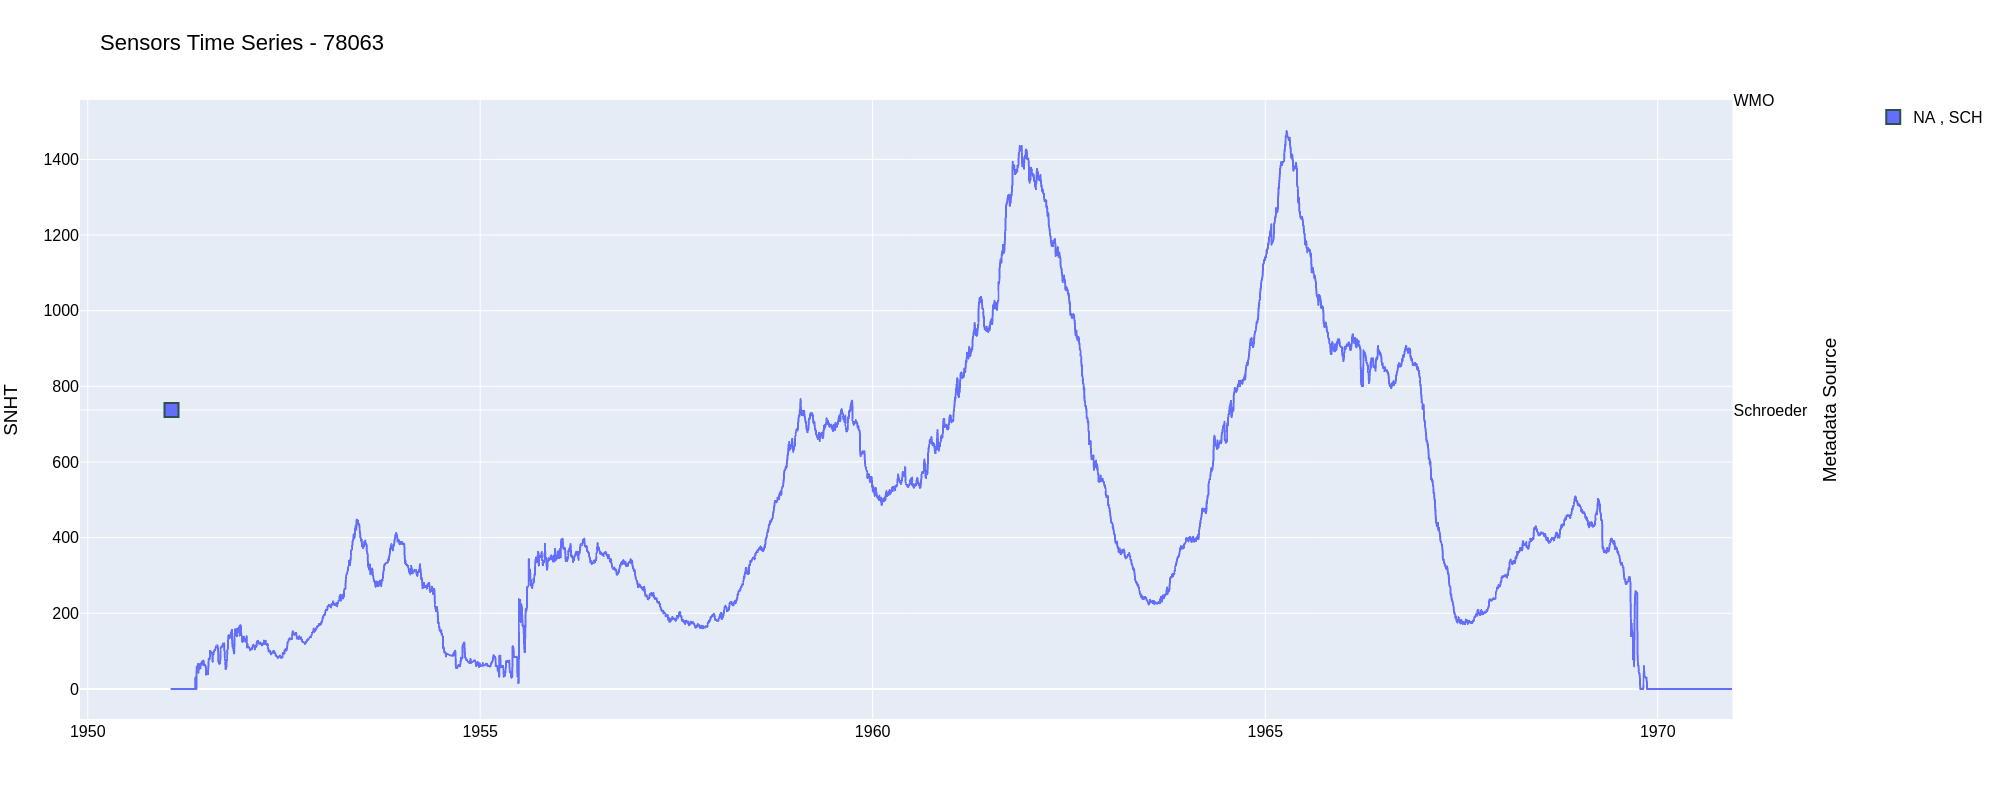 Sensors Time Series - 78063
WMO
NA , SCH
1400
1200
1000
800
600
400
200
0
SNHT
Schroeder
Metadata Source
1950
1955
1960
1965
1970